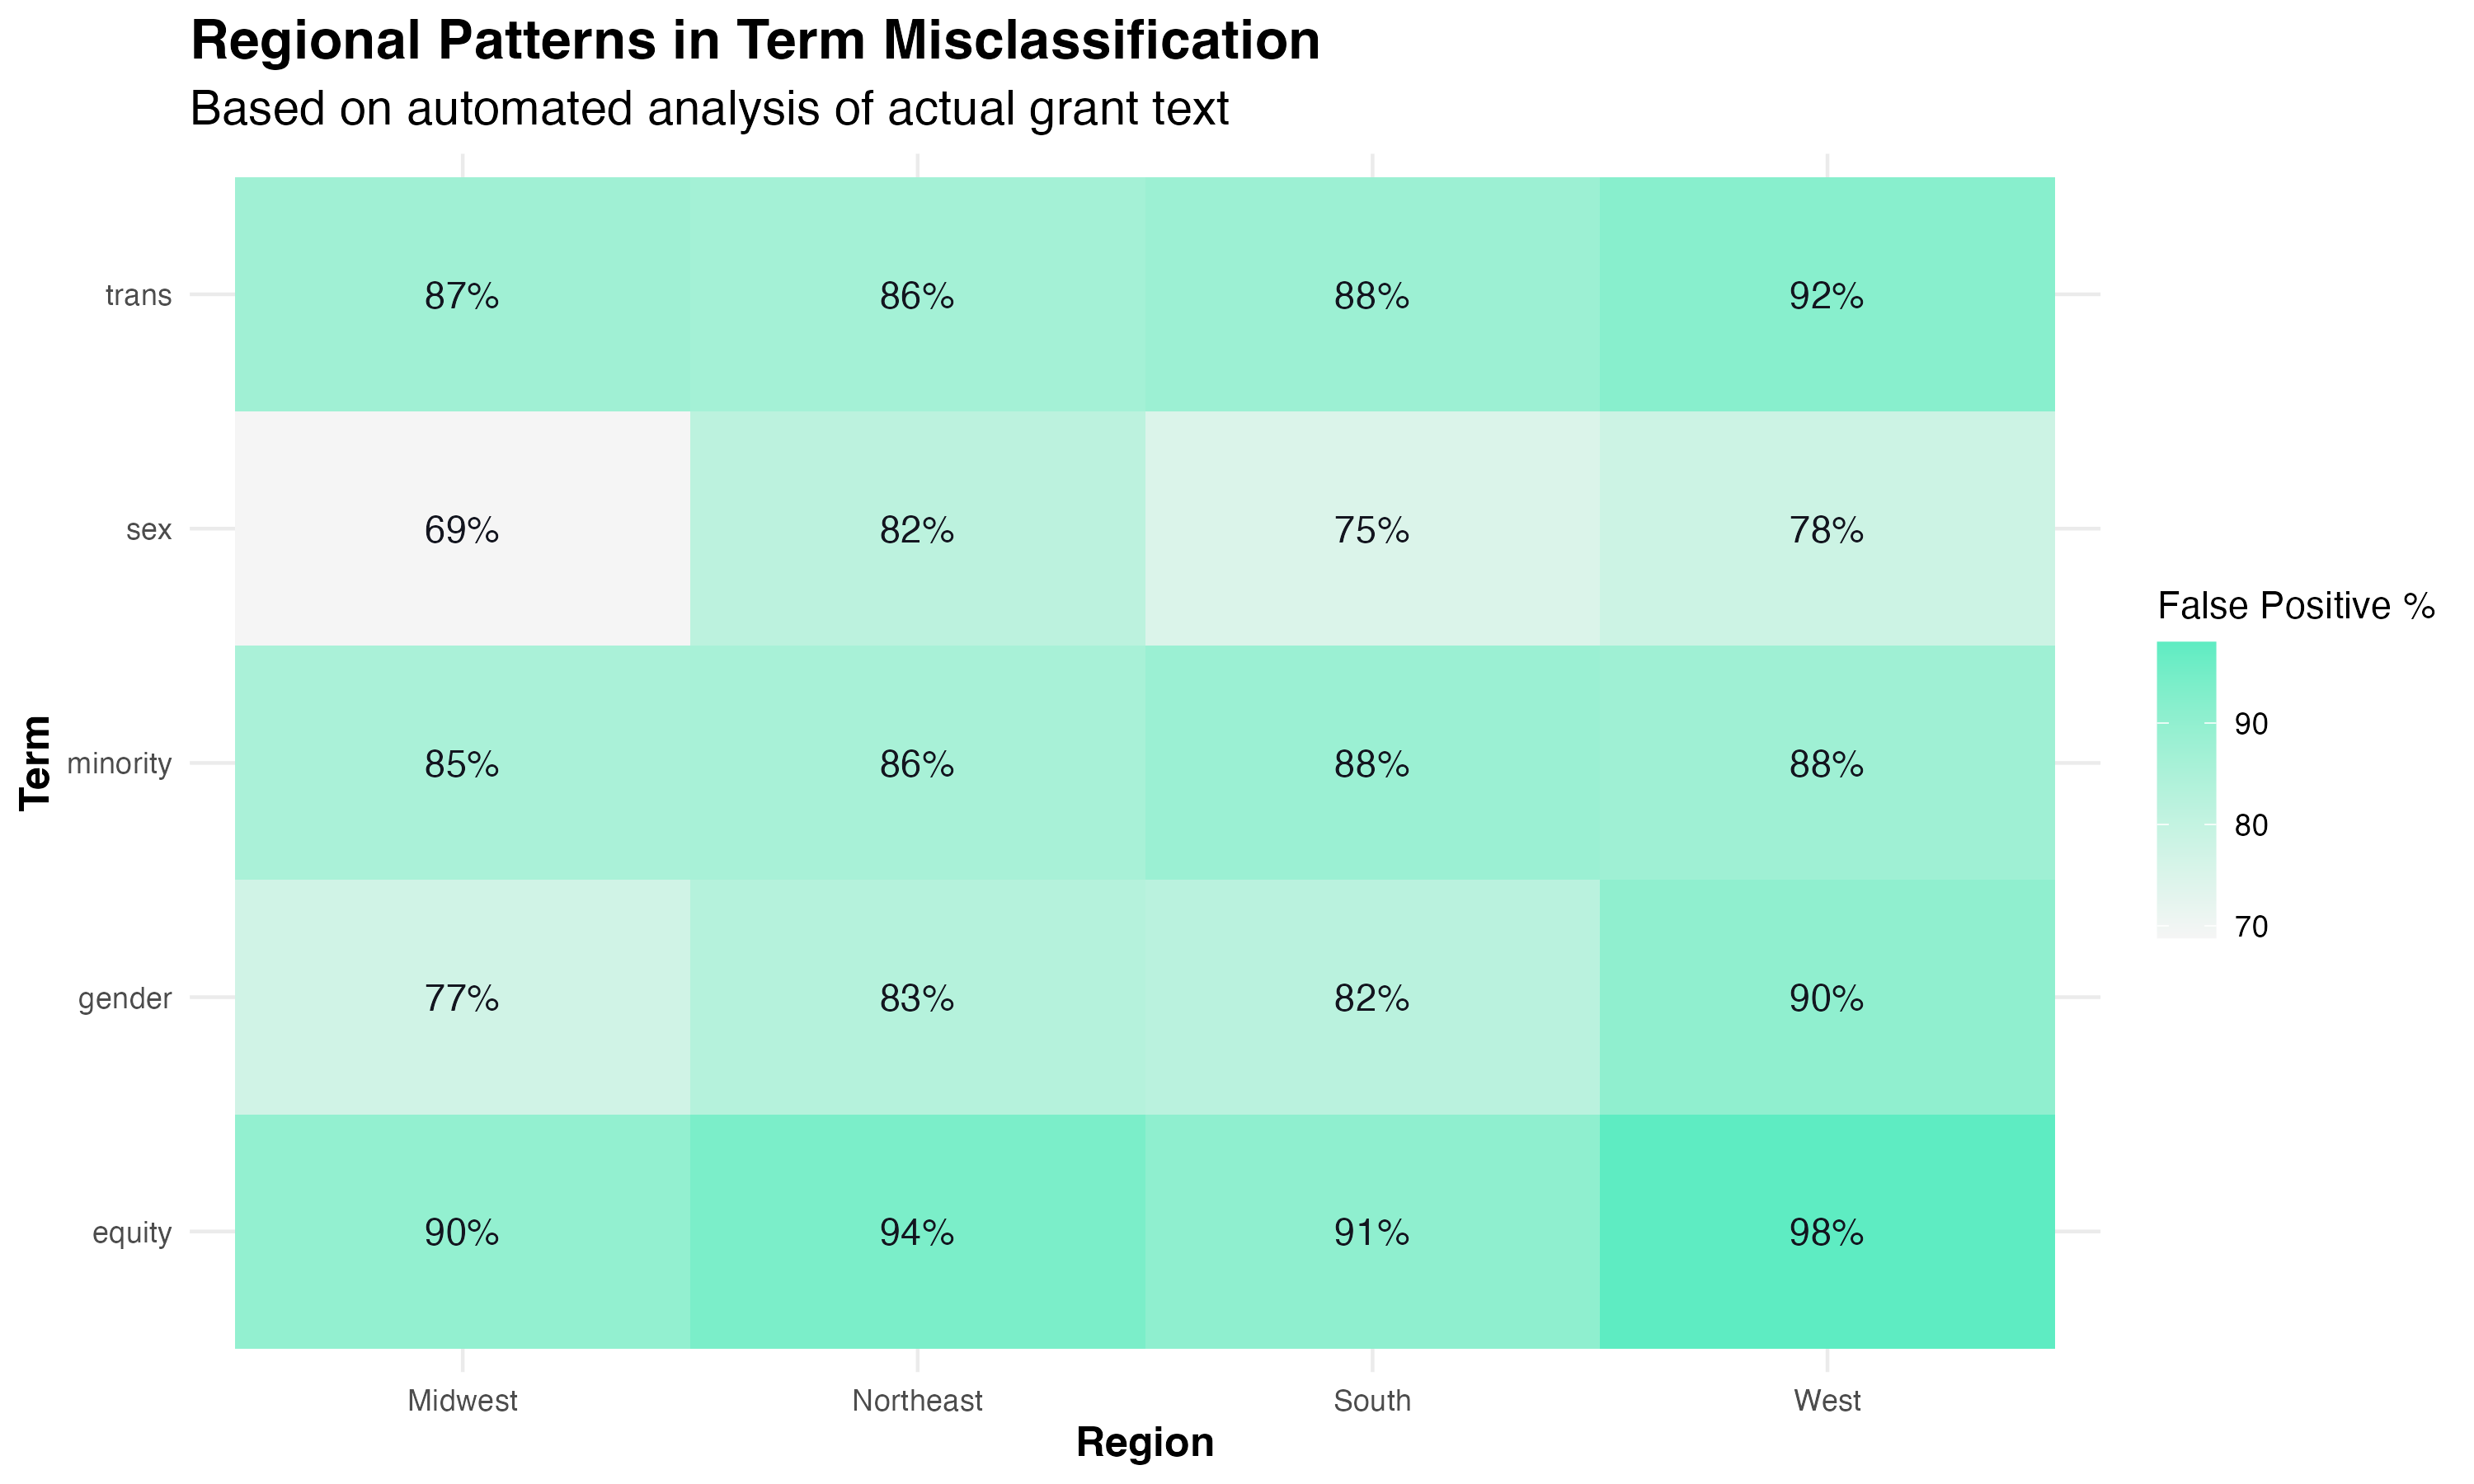 Regional Patterns in Term Misclassification
Based on automated analysis of actual grant text
Term
trans 87% 86% 88% 92%
sex 69% 82% 75% 78%
minority 85% 86% 88% 88%
gender 77% 83% 82% 90%
equity 90% 94% 91% 98%
Midwest Northeast South West
Region
False Positive %
90
80
70